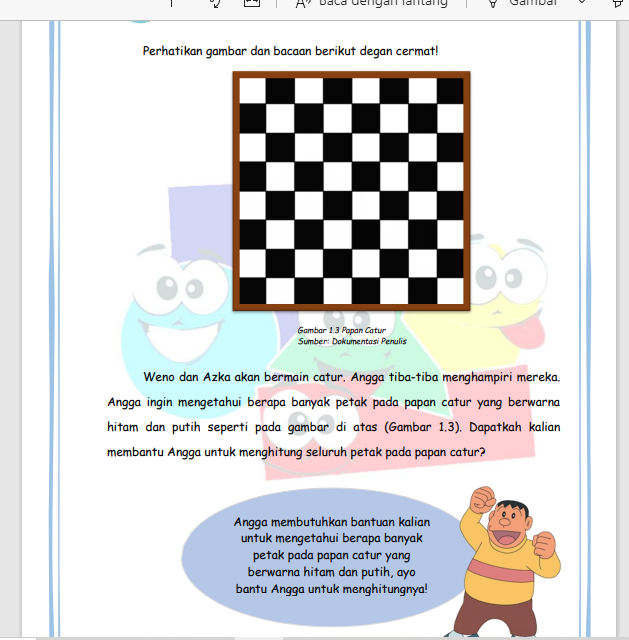 Baca dengan lantang
Gambar
Perhatikan gambar dan bacaan berikut degan cermat!
Gambar 1.3 Papan Catur
Sumber: Dokumentasi Penulis
Weno dan Azka akan bermain catur. Angga tiba-tiba menghampiri mereka.
Angga ingin mengetahui berapa banyak petak pada papan catur yang berwarna
hitam dan putih seperti pada gambar di atas (Gambar 1.3). Dapatkah kalian
membantu Angga untuk menghitung seluruh petak pada papan catur?
Angga membutuhkan bantuan kalian
untuk mengetahui berapa banyak
petak pada papan catur yang
berwarna hitam dan putih, ayo
bantu Angga untuk menghitungnya!